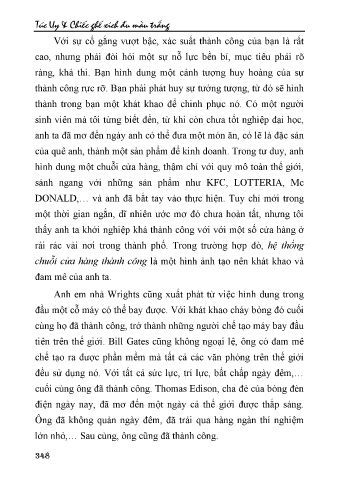 Túc Uy & Chiếc ghế xích đu màu trắng
Với sự cố gắng vượt bậc, xác suất thành công của bạn là rất
cao, nhưng phải đòi hỏi một sự nỗ lực bền bỉ, mục tiêu phải rõ
ràng, khả thi. Bạn hình dung một cảnh tượng huy hoàng của sự
thành công rực rỡ. Bạn phải phát huy sự tưởng tượng, từ đó sẽ hình
thành trong bạn một khát khao để chinh phục nó. Có một người
sinh viên mà tôi từng biết đến, từ khi còn chưa tốt nghiệp đại học,
anh ta đã mơ đến ngày anh có thể đưa một món ăn, có lẽ là đặc sản
của quê anh, thành một sản phẩm để kinh doanh. Trong tư duy, anh
hình dung một chuỗi cửa hàng, thậm chí với quy mô toàn thế giới,
sánh ngang với những sản phẩm như KFC, LOTTERIA, Mc
DONALD,… và anh đã bắt tay vào thực hiện. Tuy chỉ mới trong
một thời gian ngắn, dĩ nhiên ước mơ đó chưa hoàn tất, nhưng tôi
thấy anh ta khởi nghiệp khá thành công với với một số cửa hàng ở
rải rác vài nơi trong thành phố. Trong trường hợp đó, hệ thống
chuỗi cửa hàng thành công là một hình ảnh tạo nên khát khao và
đam mê của anh ta.
Anh em nhà Wrights cũng xuất phát từ việc hình dung trong
đầu một cỗ máy có thể bay được. Với khát khao cháy bỏng đó cuối
cùng họ đã thành công, trở thành những người chế tạo máy bay đầu
tiên trên thế giới. Bill Gates cũng không ngoại lệ, ông có đam mê
chế tạo ra được phần mềm mà tất cả các văn phòng trên thế giới
đều sử dụng nó. Với tất cả sức lực, trí lực, bất chấp ngày đêm,…
cuối cùng ông đã thành công. Thomas Edison, cha đẻ của bóng đèn
điện ngày nay, đã mơ đến một ngày cả thế giới được thắp sáng.
Ông đã không quản ngày đêm, đã trải qua hàng ngàn thí nghiệm
lớn nhỏ,… Sau cùng, ông cũng đã thành công.
348